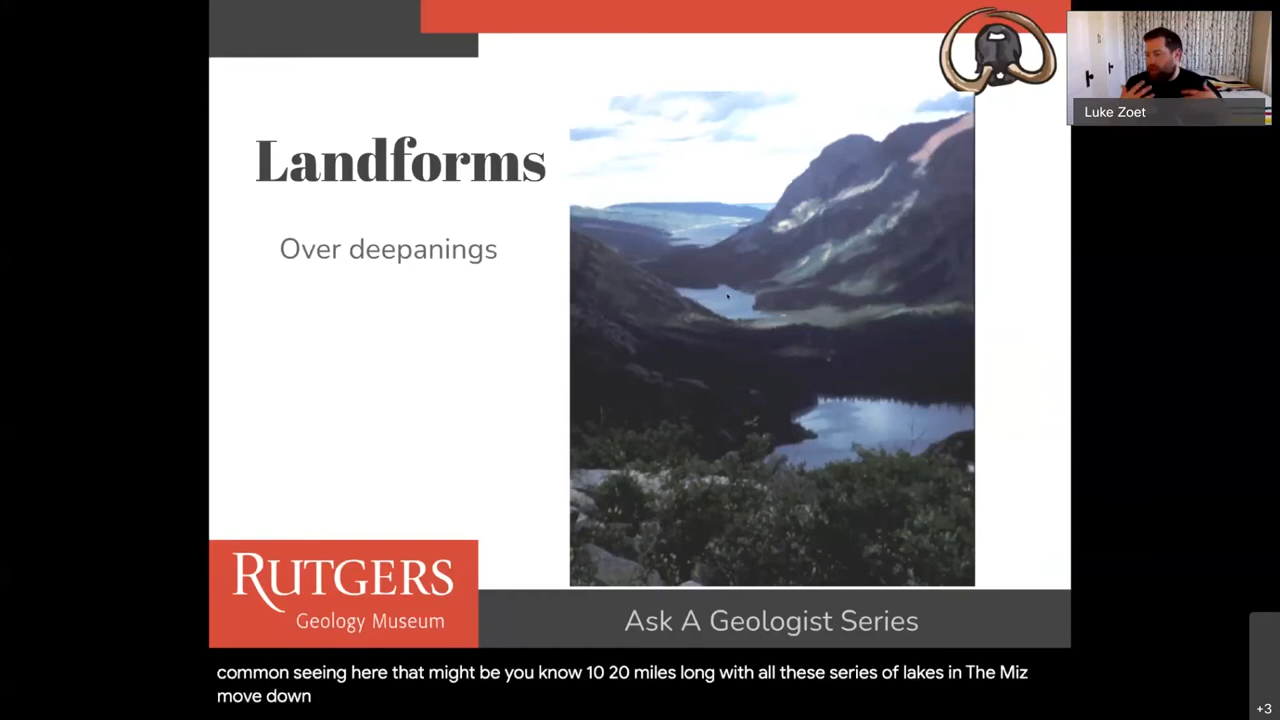 Landforms
Over deepanings
RUTGERS
Geology Museum
Ask A Geologist Series
Luke Zoet
common seeing here that might be you know 10 20 miles long with all these series of lakes in The Miz
move down
+3